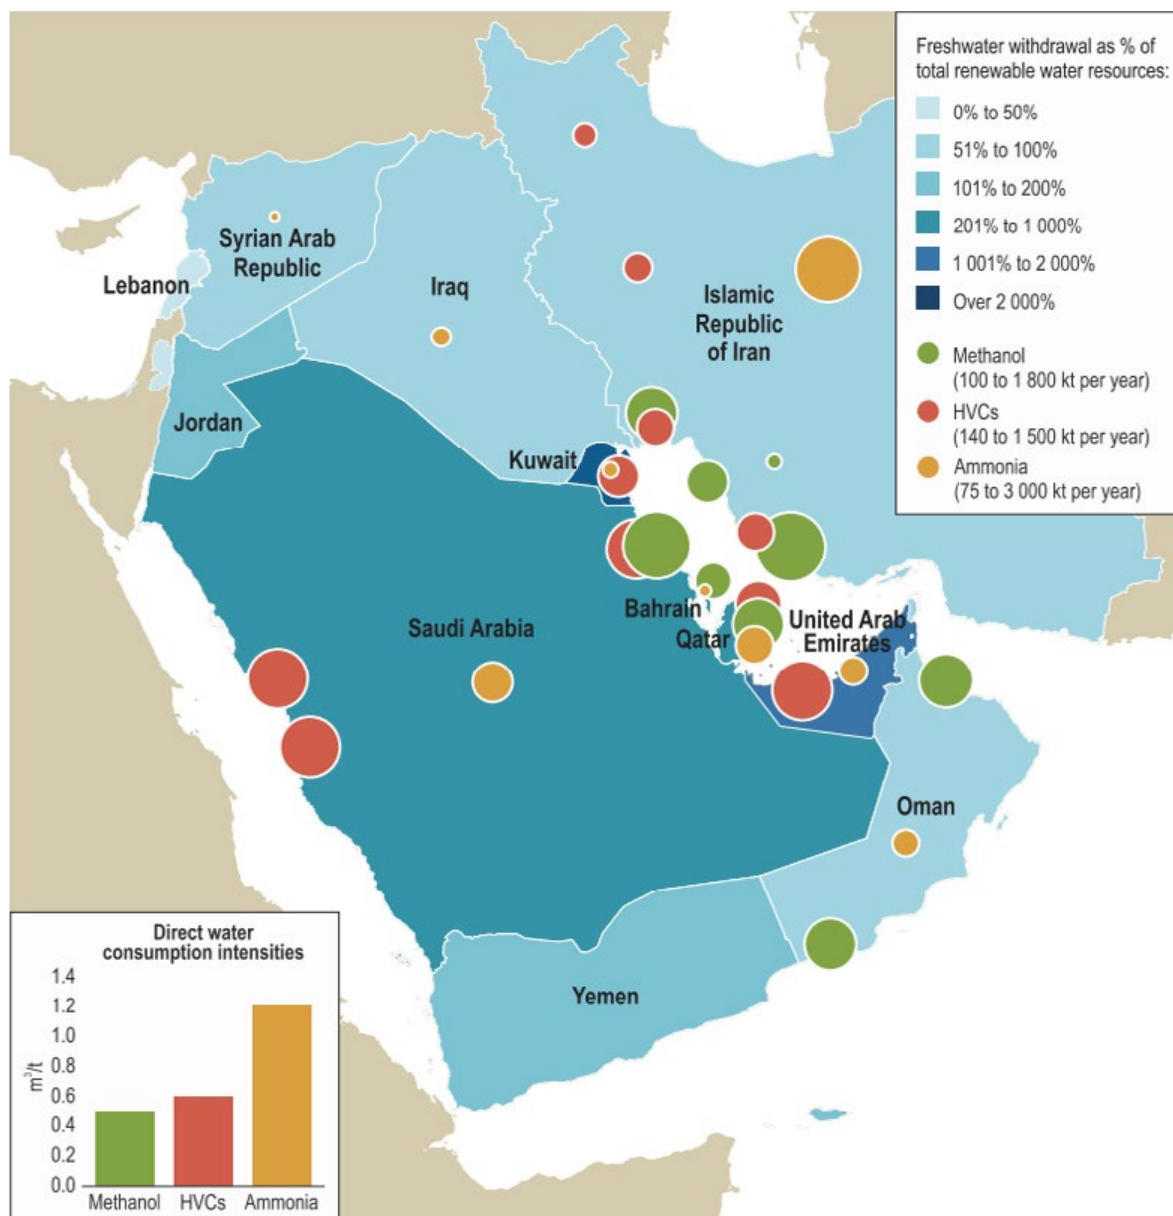 Freshwater withdrawal as % of
total renewable water resources:
0% to 50%
51% to 100%
101% to 200%
201% to 1 000%
1 001% to 2 000%
Over 2 000%
Methanol
(100 to 1 800 kt per year)
HVCs
(140 to 1 500 kt per year)
Ammonia
(75 to 3 000 kt per year)
Syrian Arab
Republic
Lebanon
Iraq
Islamic
Republic
of Iran
Jordan
Kuwait
Bahrain
Qatar
United Arab
Emirates
Saudi Arabia
Oman
Yemen
Direct water
consumption intensities
1.4
1.2
1.0
0.8
0.6
0.4
0.2
0.0
m³/t
Methanol
HVCs
Ammonia